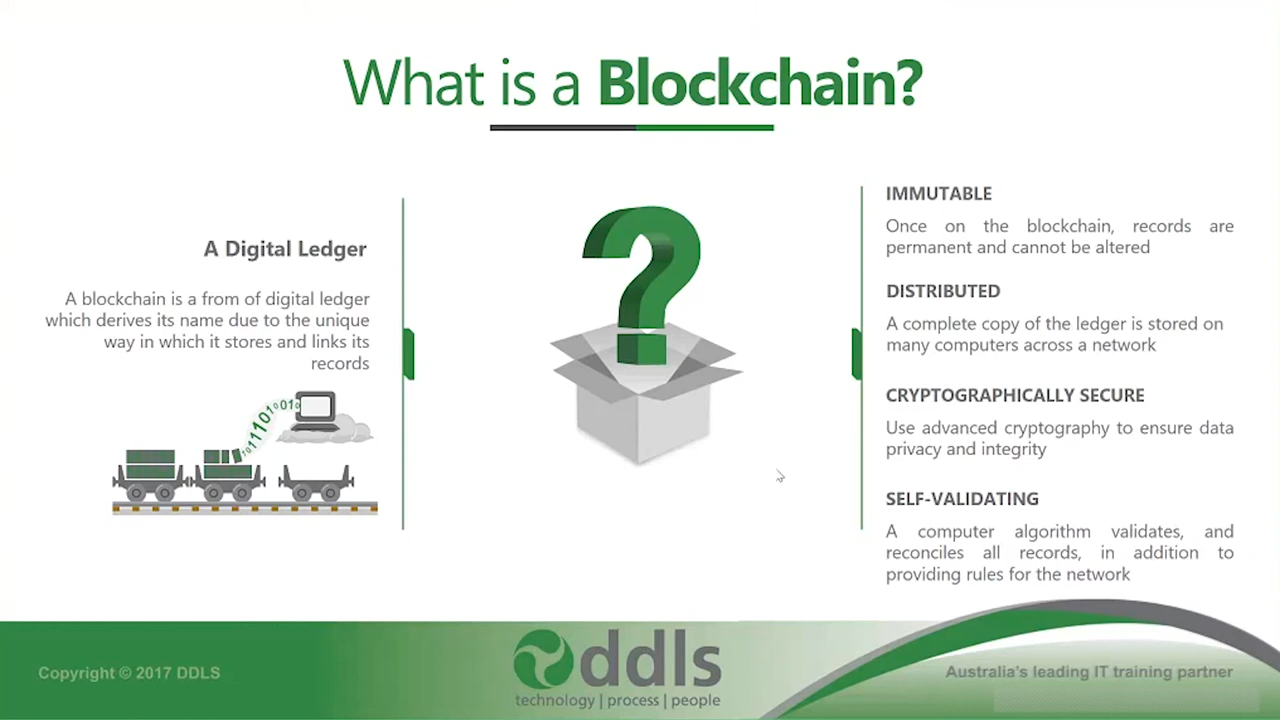 What is a Blockchain?
A Digital Ledger
A blockchain is a from of digital ledger
which derives its name due to the unique
way in which it stores and links its
records
IMMUTABLE
Once on the blockchain, records are
permanent and cannot be altered
DISTRIBUTED
A complete copy of the ledger is stored on
many computers across a network
CRYPTOGRAPHICALLY SECURE
Use advanced cryptography to ensure data
privacy and integrity
SELF-VALIDATING
A computer algorithm validates, and
reconciles all records, in addition to
providing rules for the network
Copyright © 2017 DDLS
ddls
technology | process | people
Australia's leading IT training partner